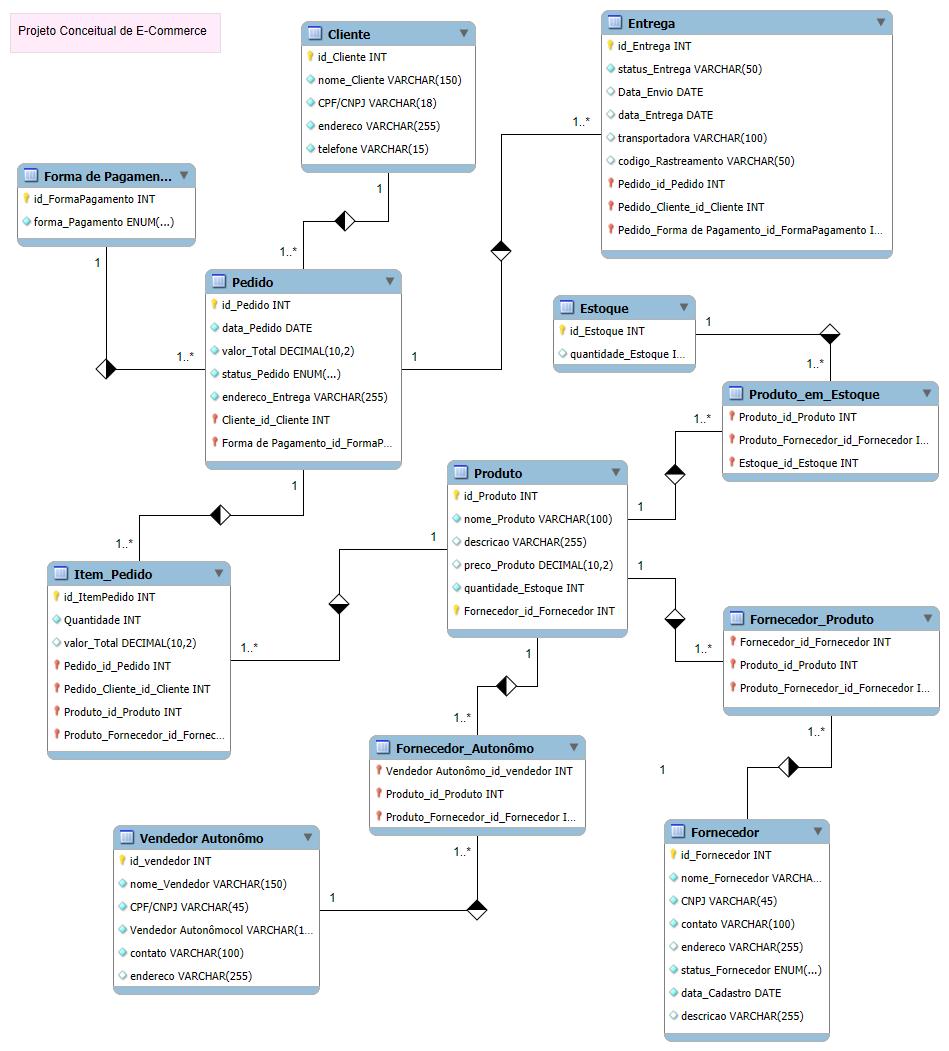 Projeto Conceitual de E-Commerce
Cliente
id_Cliente INT
nome_Cliente VARCHAR(150)
CPF/CNPJ VARCHAR(18)
endereco VARCHAR(255)
telefone VARCHAR(15)
Entrega
id_Entrega INT
status_Entrega VARCHAR(50)
Data_Envio DATE
data_Entrega DATE
transportadora VARCHAR(100)
codigo_Rastreamento VARCHAR(50)
Pedido_id_Pedido INT
Pedido_Cliente_id_Cliente INT
Pedido_Forma de Pagamento_id_FormaPagamento I...
1..*
1
1..*
Forma de Pagamen...
id_FormaPagamento INT
forma_Pagamento ENUM(...)
1
1..*
Pedido
id_Pedido INT
data_Pedido DATE
valor_Total DECIMAL(10,2)
status_Pedido ENUM(...)
endereco_Entrega VARCHAR(255)
Cliente_id_Cliente INT
Forma de Pagamento_id_FormaP...
1
1
1..*
Estoque
id_Estoque INT
quantidade_Estoque I...
1
1..*
Produto_em_Estoque
Produto_id_Produto INT
Produto_Fornecedor_id_Fornecedor I...
Estoque_id_Estoque INT
1..*
1
Produto
id_Produto INT
nome_Produto VARCHAR(100)
descricao VARCHAR(255)
preco_Produto DECIMAL(10,2)
quantidade_Estoque INT
Fornecedor_id_Fornecedor INT
1
1..*
1
1..*
1
1..*
Item_Pedido
id_ItemPedido INT
Quantidade INT
valor_Total DECIMAL(10,2)
Pedido_id_Pedido INT
Pedido_Cliente_id_Cliente INT
Produto_id_Produto INT
Produto_Fornecedor_id_Fornec...
Fornecedor_Produto
Fornecedor_id_Fornecedor INT
Produto_id_Produto INT
Produto_Fornecedor_id_Fornecedor I...
1..*
1
Fornecedor_Autonômo
Vendedor Autonômo_id_vendedor INT
Produto_id_Produto INT
Produto_Fornecedor_id_Fornecedor I...
1..*
1
Vendedor Autonômo
id_vendedor INT
nome_Vendedor VARCHAR(150)
CPF/CNPJ VARCHAR(45)
Vendedor Autonômocol VARCHAR(1...
contato VARCHAR(100)
endereco VARCHAR(255)
Fornecedor
id_Fornecedor INT
nome_Fornecedor VARCHA...
CNPJ VARCHAR(45)
contato VARCHAR(100)
endereco VARCHAR(255)
status_Fornecedor ENUM(...)
data_Cadastro DATE
descricao VARCHAR(255)